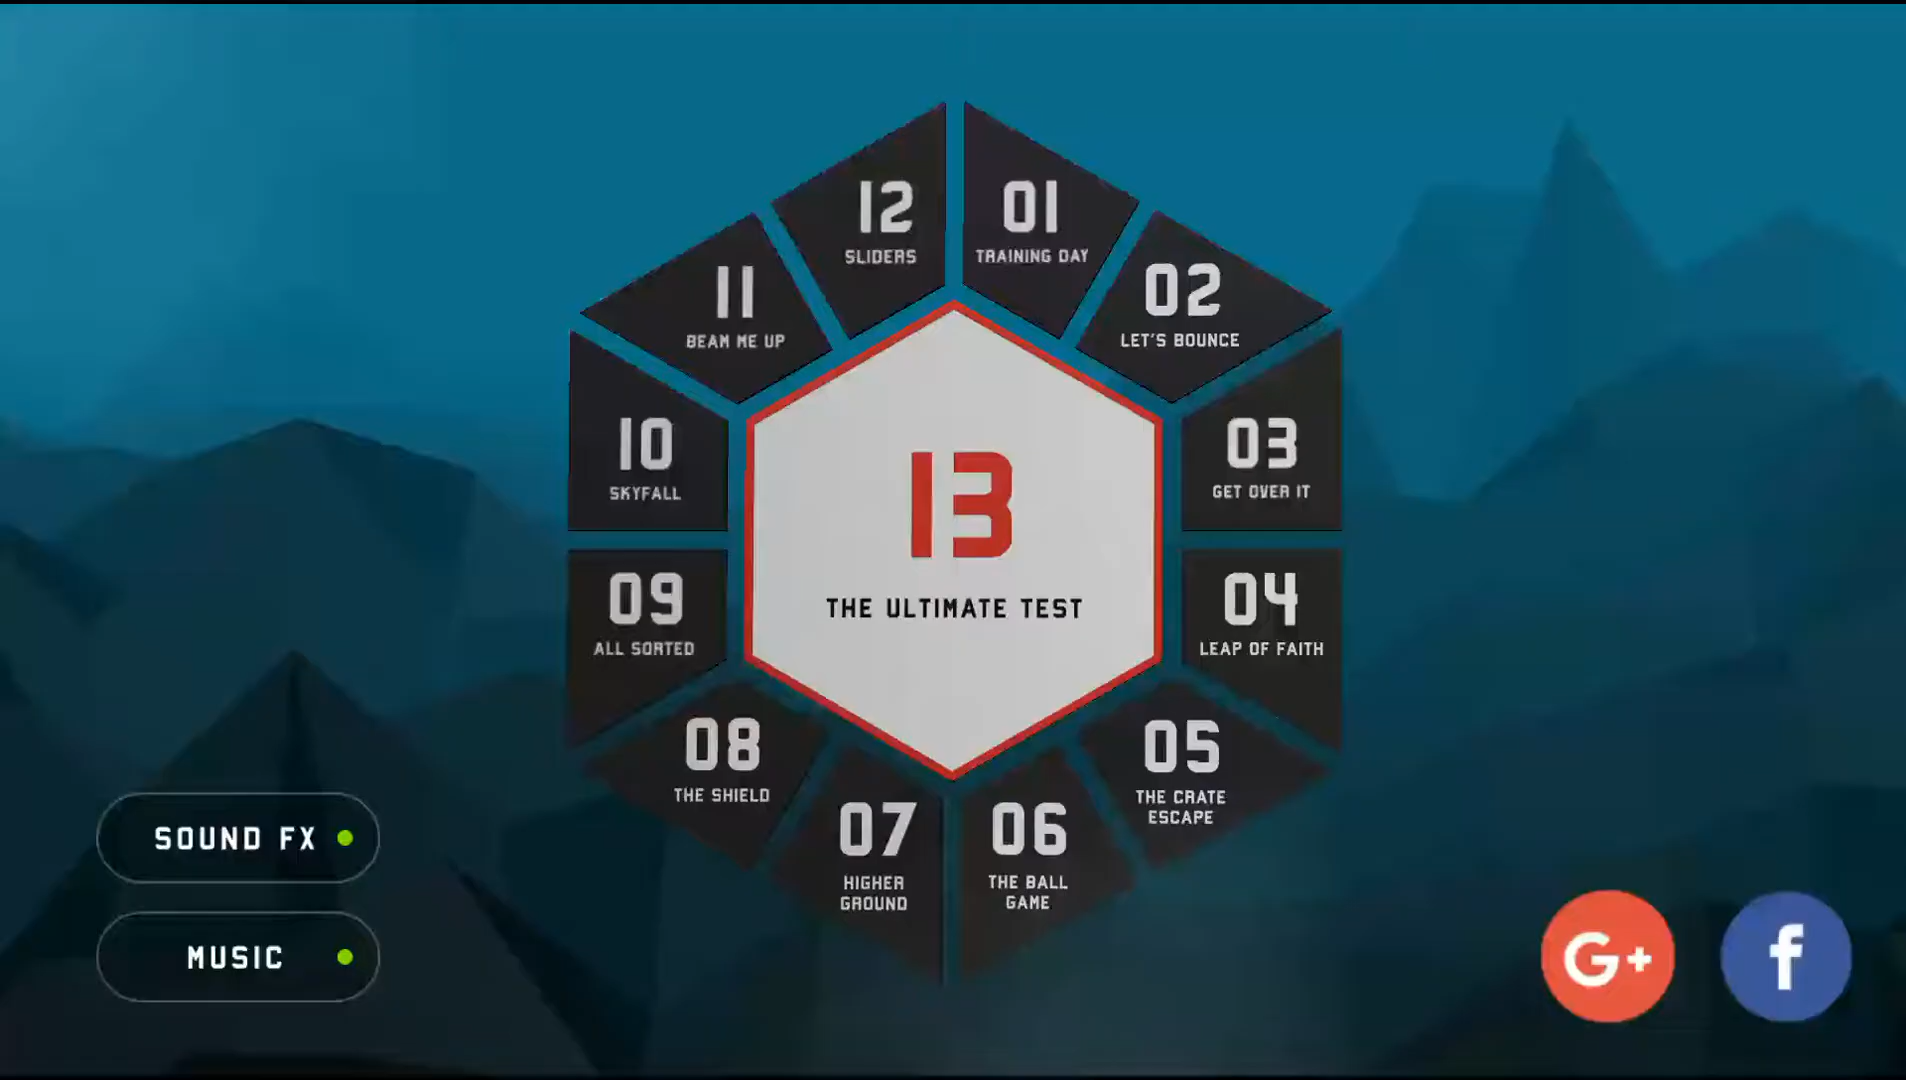 12
SLIDERS
01
TRAINING DAY
11
BEAM ME UP
02
LET'S BOUNCE
10
SKYFALL
03
GET OVER IT
13
THE ULTIMATE TEST
09
ALL SORTED
04
LEAP OF FAITH
08
THE SHIELD
05
THE CRATE
ESCAPE
07
HIGHER
GROUND
06
THE BALL
GAME
SOUND FX
MUSIC
G+
f